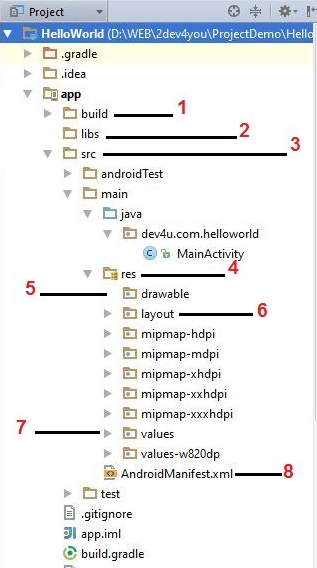 Project
HelloWorld (D:\WEB\2dev4you\ProjectDemo\Hello
.gradle
.idea
app
build 1
libs 2
src 3
androidTest
main
java
dev4u.com.helloworld
C MainActivity
res 4
5 drawable
layout 6
mipmap-hdpi
mipmap-mdpi
mipmap-xhdpi
mipmap-xxhdpi
mipmap-xxxhdpi
7 values
values-w820dp
AndroidManifest.xml 8
test
.gitignore
app.iml
build.gradle